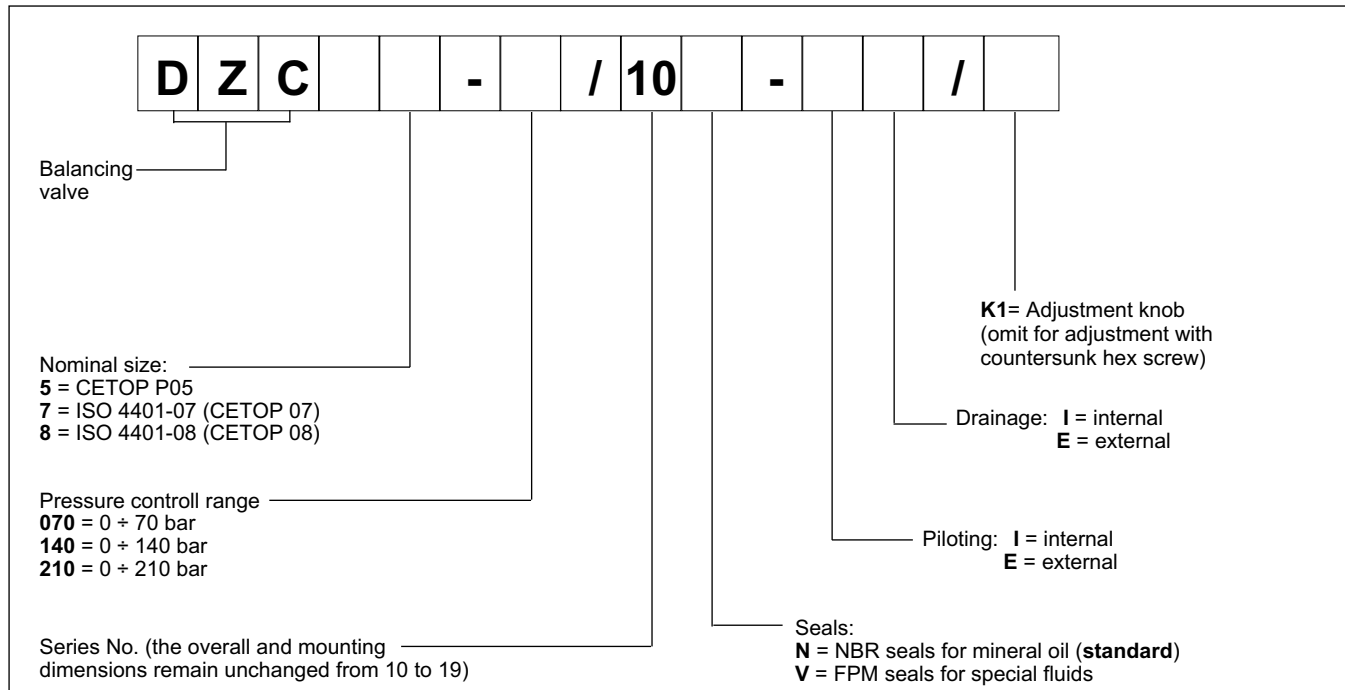 D Z C - / 10 - /
Balancing
valve
K1= Adjustment knob
(omit for adjustment with
countersunk hex screw)
Nominal size:
5 = CETOP P05
7 = ISO 4401-07 (CETOP 07)
8 = ISO 4401-08 (CETOP 08)
Drainage: I = internal
E = external
Pressure controll range
070 = 0 ÷ 70 bar
140 = 0 ÷ 140 bar
210 = 0 ÷ 210 bar
Piloting: I = internal
E = external
Series No. (the overall and mounting
dimensions remain unchanged from 10 to 19)
Seals:
N = NBR seals for mineral oil (standard)
V = FPM seals for special fluids